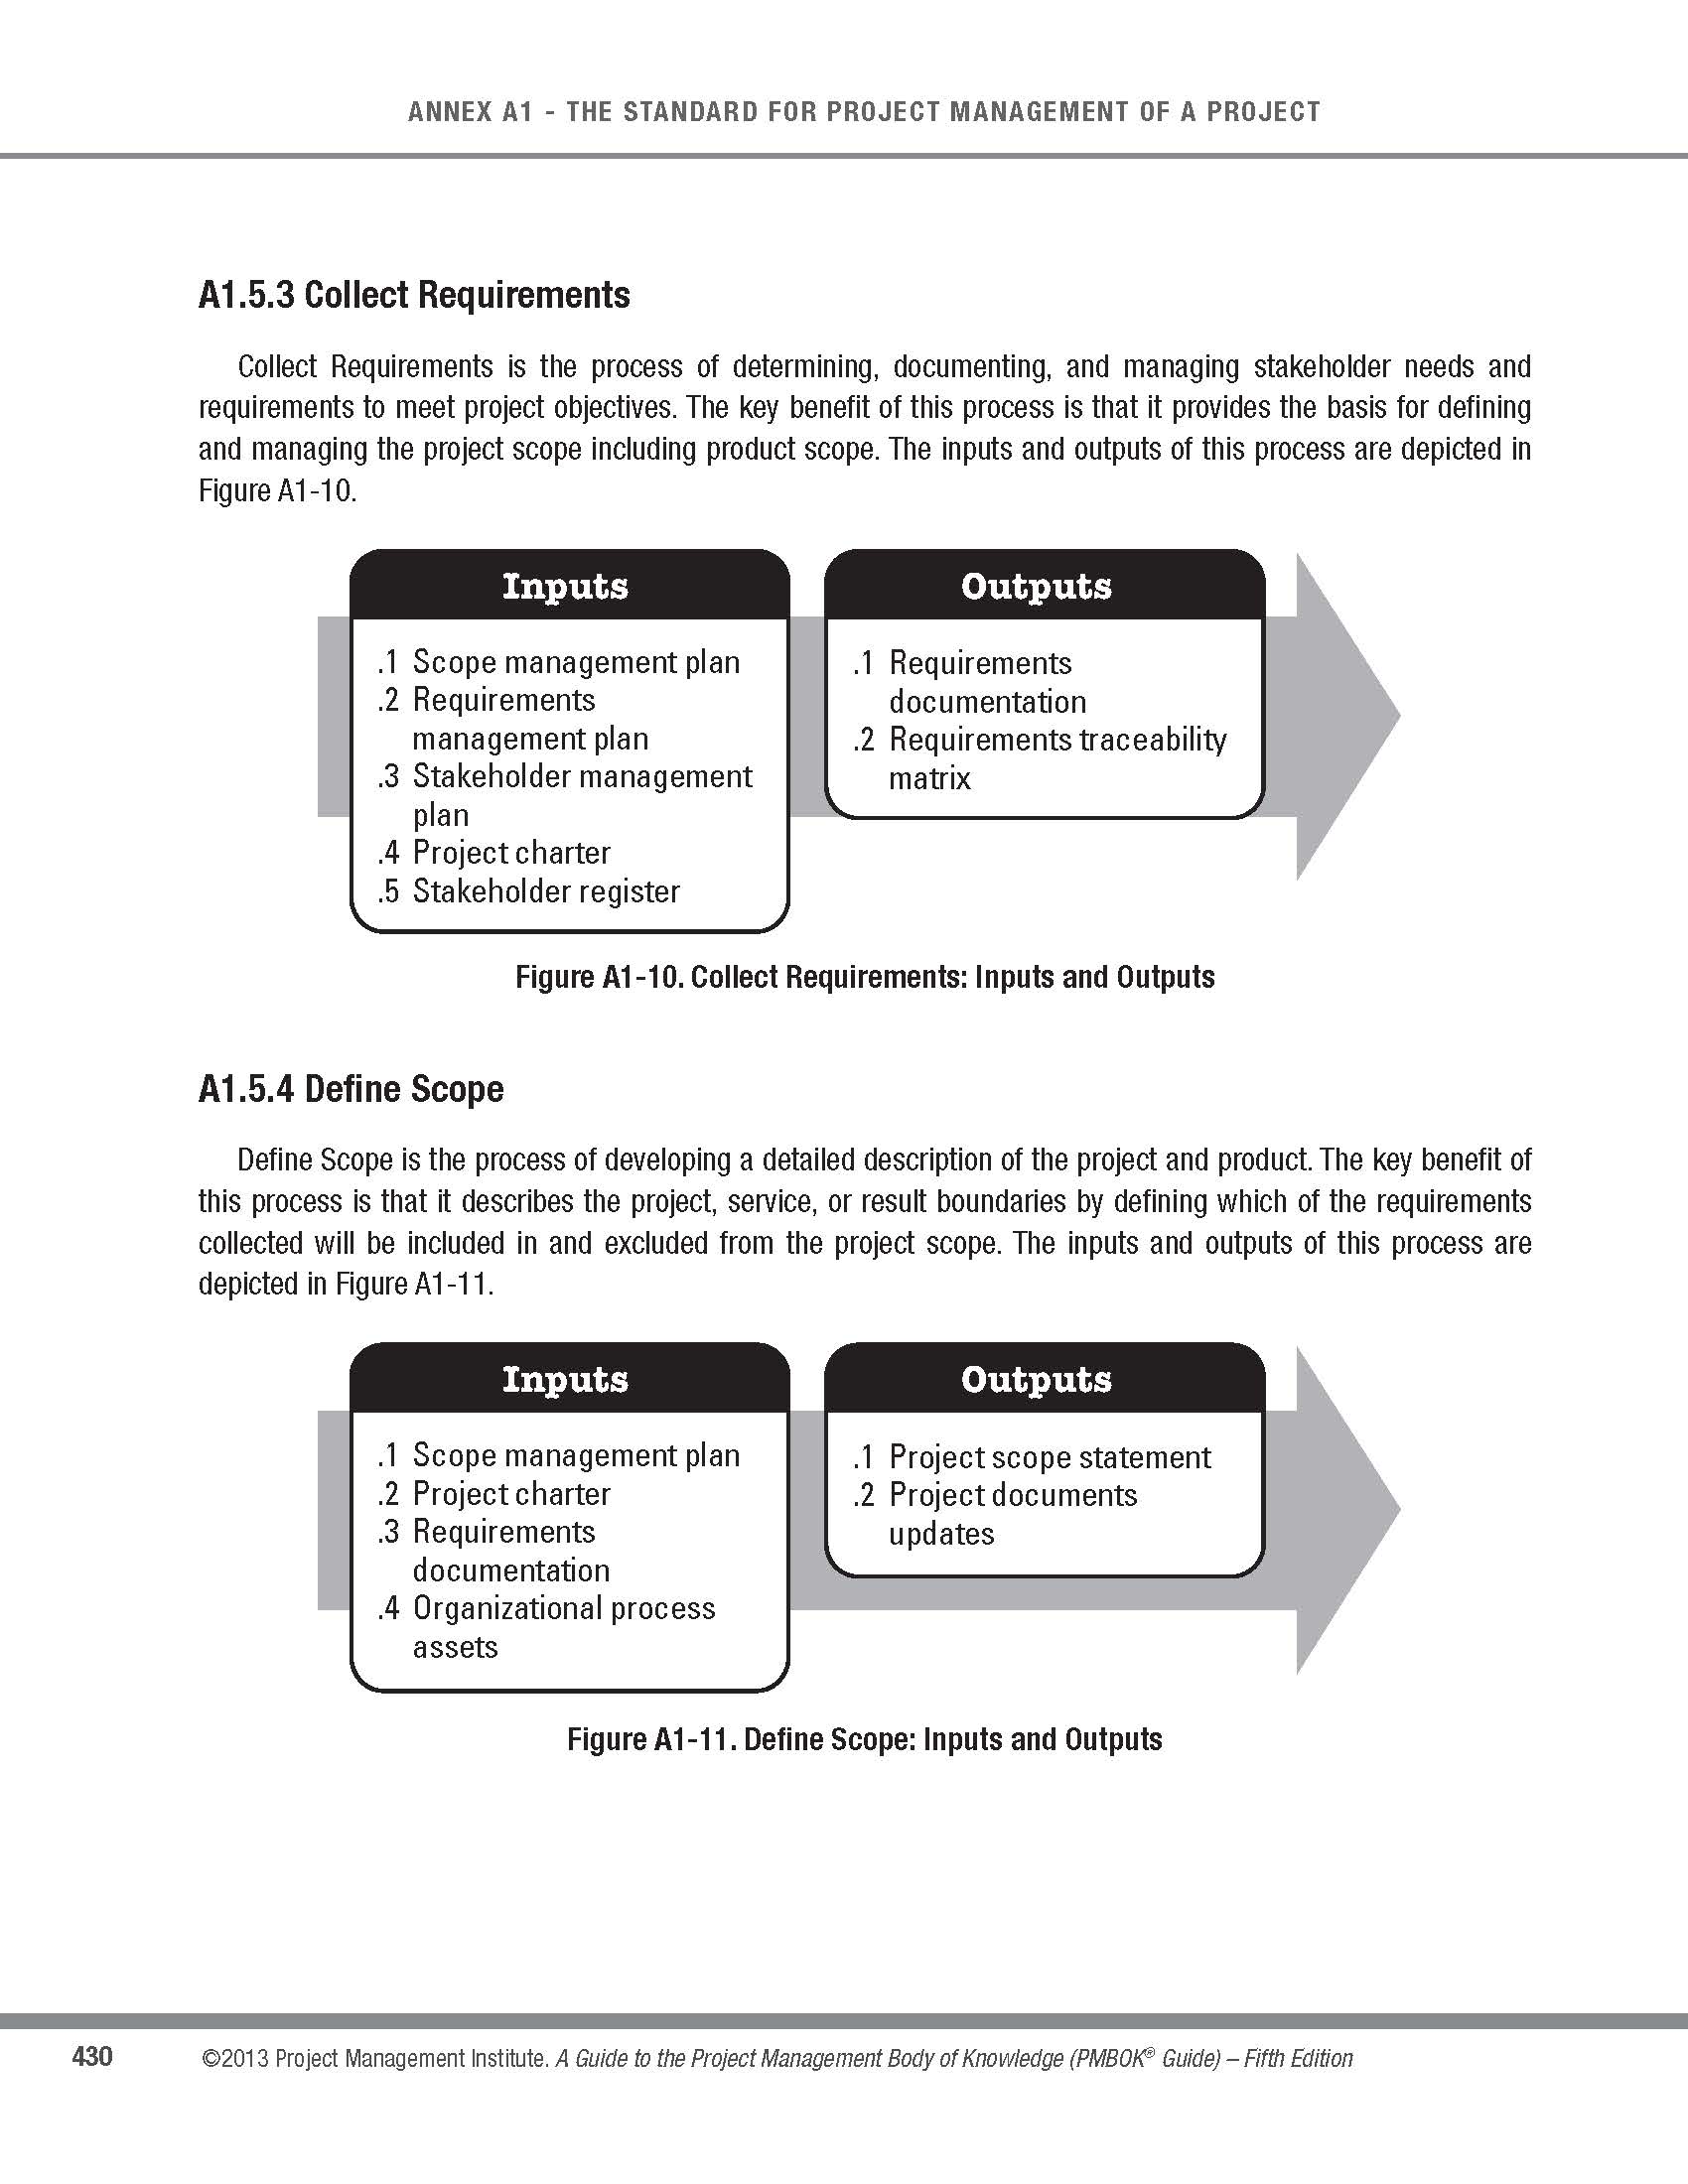 ANNEX A1 - THE STANDARD FOR PROJECT MANAGEMENT OF A PROJECT
A1.5.3 Collect Requirements
Collect Requirements is the process of determining, documenting, and managing stakeholder needs and
requirements to meet project objectives. The key benefit of this process is that it provides the basis for defining
and managing the project scope including product scope. The inputs and outputs of this process are depicted in
Figure A1-10.
Inputs
.1 Scope management plan
.2 Requirements
management plan
.3 Stakeholder management
plan
.4 Project charter
.5 Stakeholder register
Outputs
.1 Requirements
documentation
.2 Requirements traceability
matrix
Figure A1-10. Collect Requirements: Inputs and Outputs
A1.5.4 Define Scope
Define Scope is the process of developing a detailed description of the project and product. The key benefit of
this process is that it describes the project, service, or result boundaries by defining which of the requirements
collected will be included in and excluded from the project scope. The inputs and outputs of this process are
depicted in Figure A1-11.
Inputs
.1 Scope management plan
.2 Project charter
.3 Requirements
documentation
.4 Organizational process
assets
Outputs
.1 Project scope statement
.2 Project documents
updates
Figure A1-11. Define Scope: Inputs and Outputs
430 ©2013 Project Management Institute. A Guide to the Project Management Body of Knowledge (PMBOK® Guide) – Fifth Edition